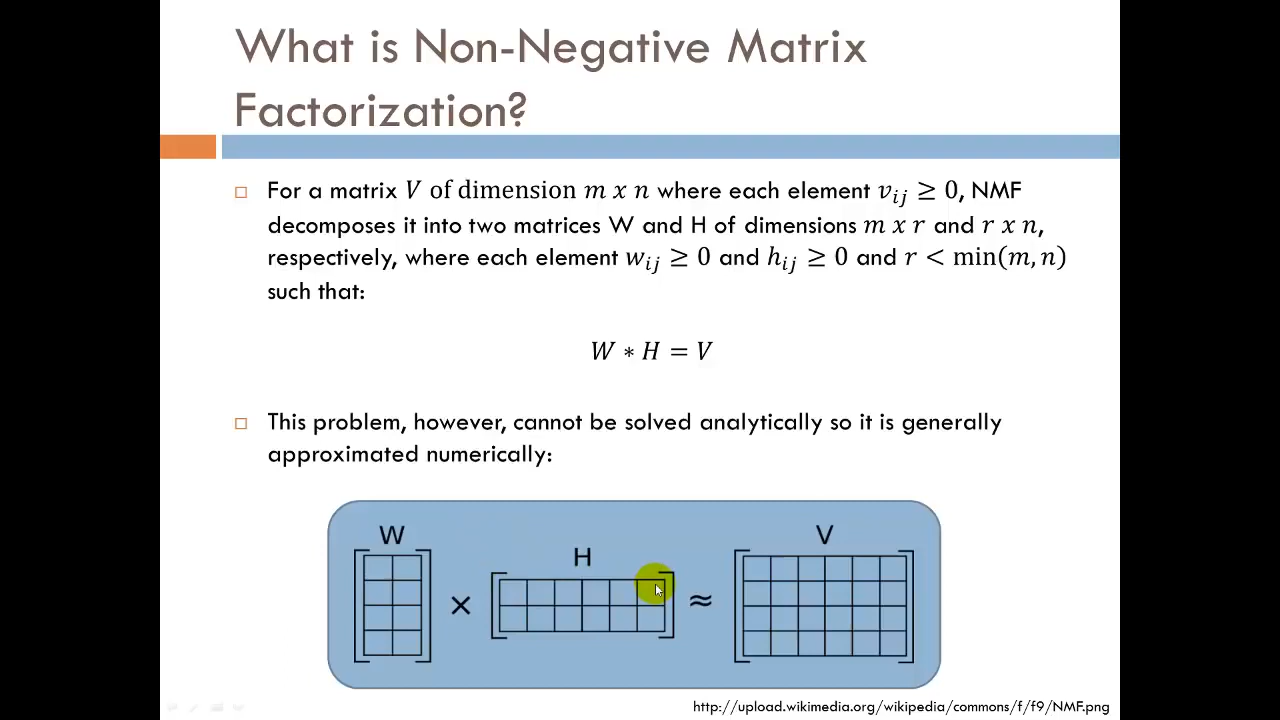 What is Non-Negative Matrix
Factorization?
For a matrix 𝑉 of dimension 𝑚 𝑥 𝑛 where each element 𝑣ᵢⱼ ≥ 0, NMF
decomposes it into two matrices W and H of dimensions 𝑚 𝑥 𝑟 and 𝑟 𝑥 𝑛,
respectively, where each element 𝑤ᵢⱼ ≥ 0 and ℎᵢⱼ ≥ 0 and 𝑟 < min(𝑚, 𝑛)
such that:
𝑊 ∗ 𝐻 = 𝑉
This problem, however, cannot be solved analytically so it is generally
approximated numerically:
W × H ≈ V
http://upload.wikimedia.org/wikipedia/commons/f/f9/NMF.png